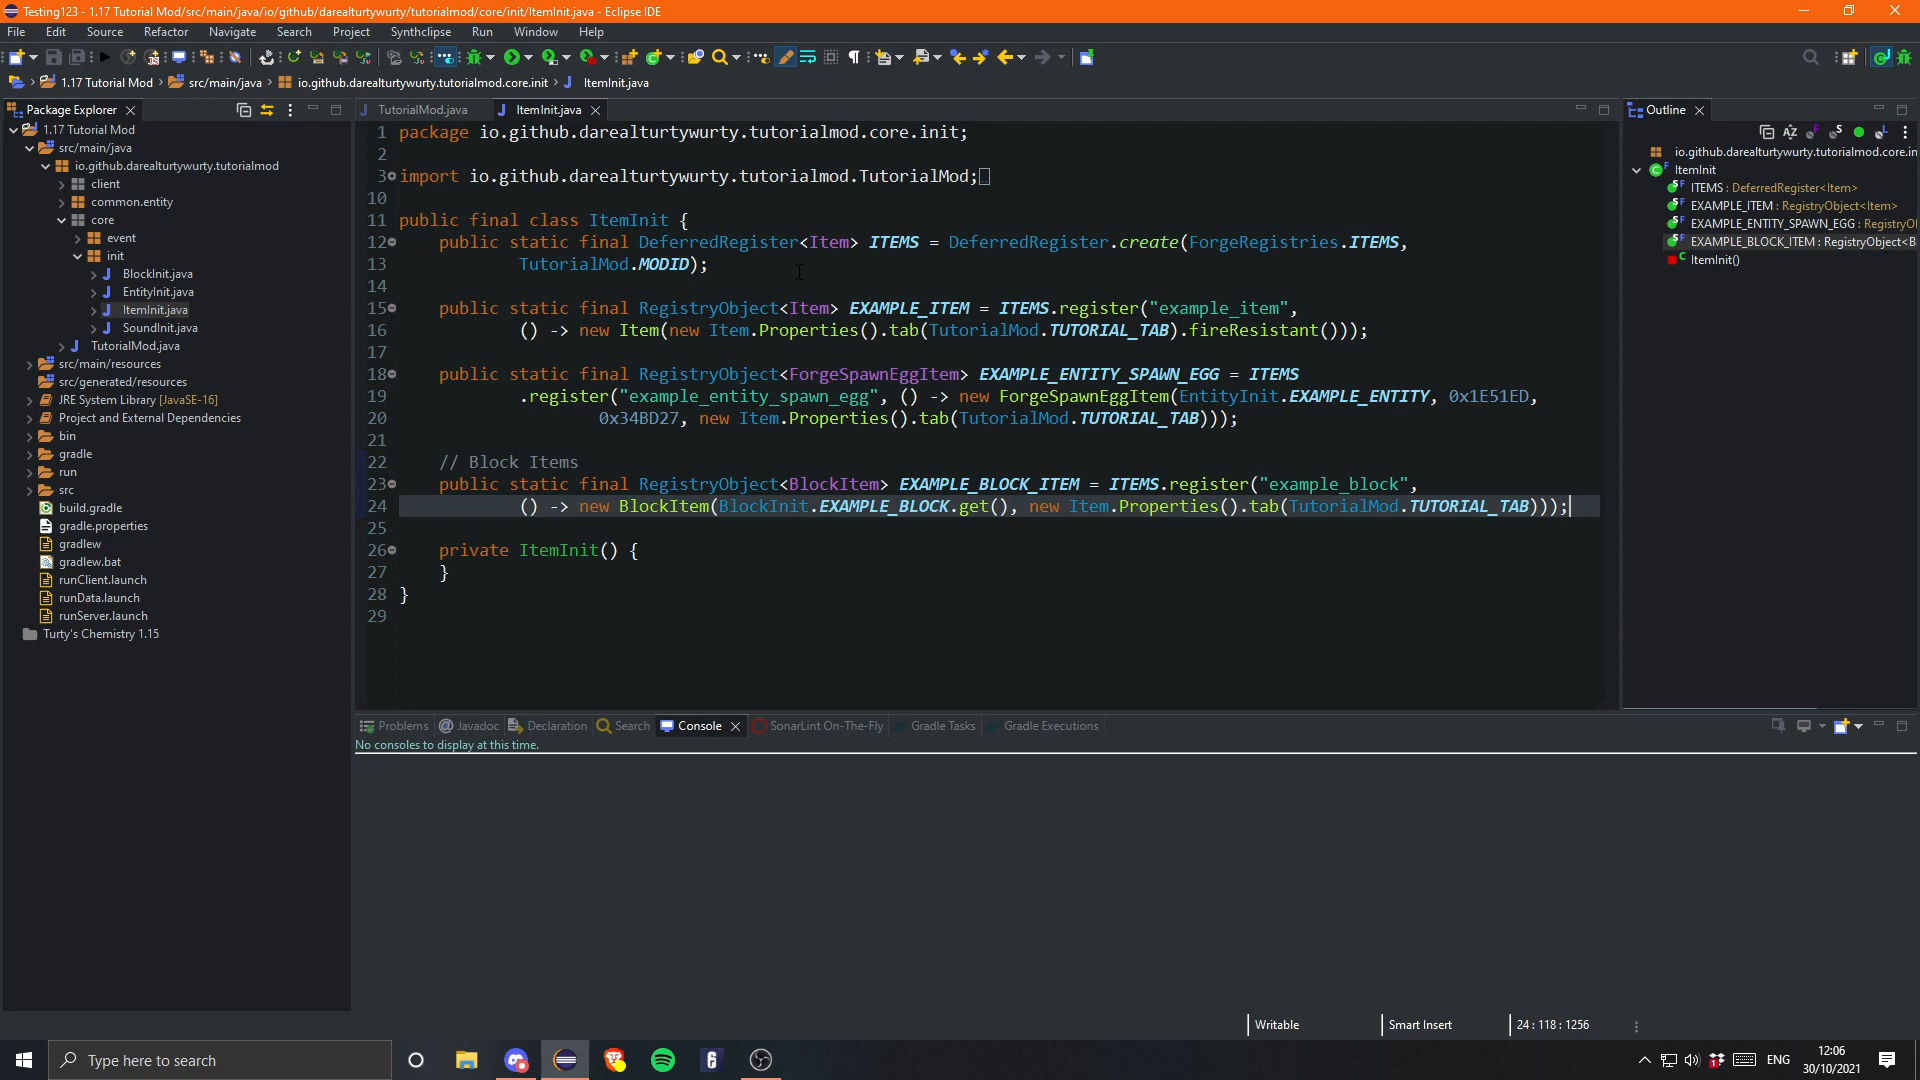 Testing123 - 1.17 Tutorial Mod/src/main/java/io/github/darealturtywurty/tutorialmod/core/init/ItemInit.java - Eclipse IDE
File Edit Source Refactor Navigate Search Project Synthclipse Run Window Help
1.17 Tutorial Mod src/main/java io.github.darealturtywurty.tutorialmod.core.init ItemInit.java
Package Explorer
1.17 Tutorial Mod
src/main/java
io.github.darealturtywurty.tutorialmod
client
common.entity
core
event
init
BlockInit.java
EntityInit.java
ItemInit.java
SoundInit.java
TutorialMod.java
src/main/resources
src/generated/resources
JRE System Library [JavaSE-16]
Project and External Dependencies
bin
gradle
run
src
build.gradle
gradle.properties
gradlew
gradlew.bat
runClient.launch
runData.launch
runServer.launch
Turty's Chemistry 1.15
TutorialMod.java ItemInit.java
1 package io.github.darealturtywurty.tutorialmod.core.init;
2
3 import io.github.darealturtywurty.tutorialmod.TutorialMod;
10
11 public final class ItemInit {
12 public static final DeferredRegister<Item> ITEMS = DeferredRegister.create(ForgeRegistries.ITEMS,
13 TutorialMod.MODID);
14
15 public static final RegistryObject<Item> EXAMPLE_ITEM = ITEMS.register("example_item",
16 () -> new Item(new Item.Properties().tab(TutorialMod.TUTORIAL_TAB).fireResistant()));
17
18 public static final RegistryObject<ForgeSpawnEggItem> EXAMPLE_ENTITY_SPAWN_EGG = ITEMS
19 .register("example_entity_spawn_egg", () -> new ForgeSpawnEggItem(EntityInit.EXAMPLE_ENTITY, 0x1E51ED,
20 0x34BD27, new Item.Properties().tab(TutorialMod.TUTORIAL_TAB)));
21
22 // Block Items
23 public static final RegistryObject<BlockItem> EXAMPLE_BLOCK_ITEM = ITEMS.register("example_block",
24 () -> new BlockItem(BlockInit.EXAMPLE_BLOCK.get(), new Item.Properties().tab(TutorialMod.TUTORIAL_TAB)));
25
26 private ItemInit() {
27 }
28 }
29
Outline
io.github.darealturtywurty.tutorialmod.core.in
ItemInit
ITEMS : DeferredRegister<Item>
EXAMPLE_ITEM : RegistryObject<Item>
EXAMPLE_ENTITY_SPAWN_EGG : RegistryO
EXAMPLE_BLOCK_ITEM : RegistryObject<B
ItemInit()
Problems Javadoc Declaration Search Console SonarLint On-The-Fly Gradle Tasks Gradle Executions
No consoles to display at this time.
Writable Smart Insert 24 : 118 : 1256
Type here to search
ENG
12:06
30/10/2021